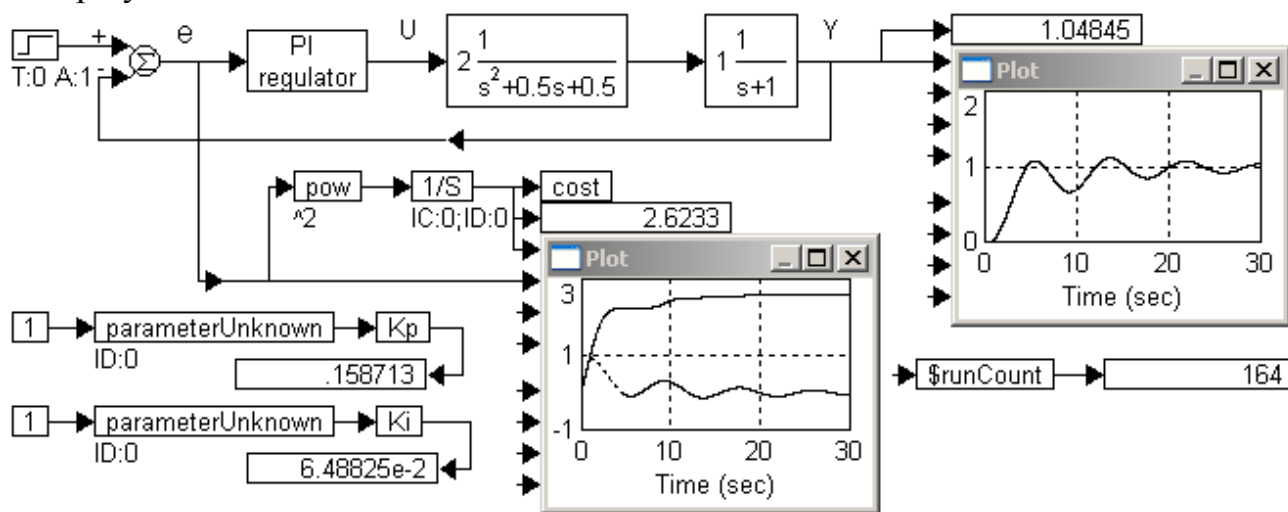 T:0 A:1
+
-
e
Σ
PI
regulator
U
2 1
s²+0.5s+0.5
1 1
s+1
Y
1.04845
Plot
2
1
0
0 10 20 30
Time (sec)
pow
^2
1/S
IC:0;ID:0
cost
2.6233
Plot
3
1
-1
0 10 20 30
Time (sec)
1
parameterUnknown
ID:0
Kp
.158713
1
parameterUnknown
ID:0
Ki
6.48825e-2
$runCount
164